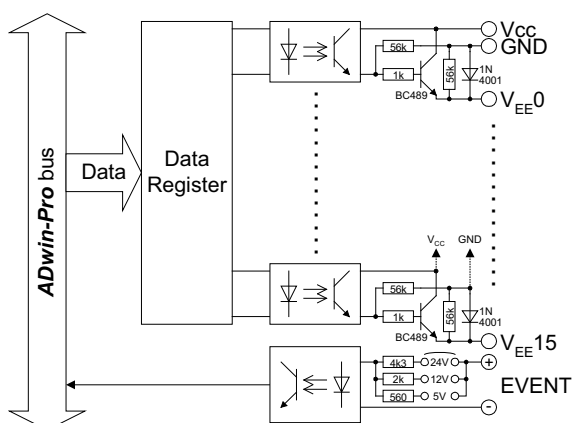 Vcc
GND
56k
1k
56k
1N
4001
BC489
VEE0
ADwin-Pro bus
Data
Data
Register
VCC
GND
56k
1k
56k
1N
4001
BC489
VEE15
4k3
24V
+
2k
12V
EVENT
560
5V
-